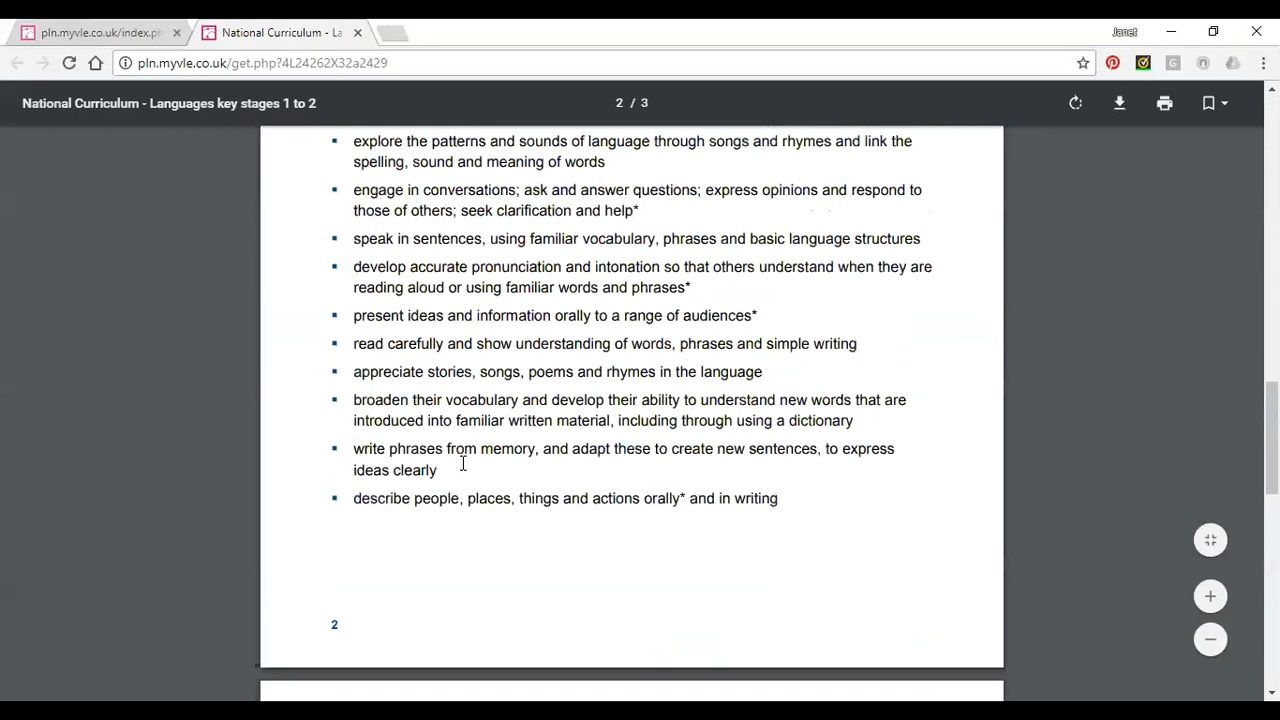 pln.myvle.co.uk/index.ph
National Curriculum - La
Janet
pln.myvle.co.uk/get.php?4L24262X32a2429
National Curriculum - Languages key stages 1 to 2
2 / 3
▪ explore the patterns and sounds of language through songs and rhymes and link the
spelling, sound and meaning of words
▪ engage in conversations; ask and answer questions; express opinions and respond to
those of others; seek clarification and help*
▪ speak in sentences, using familiar vocabulary, phrases and basic language structures
▪ develop accurate pronunciation and intonation so that others understand when they are
reading aloud or using familiar words and phrases*
▪ present ideas and information orally to a range of audiences*
▪ read carefully and show understanding of words, phrases and simple writing
▪ appreciate stories, songs, poems and rhymes in the language
▪ broaden their vocabulary and develop their ability to understand new words that are
introduced into familiar written material, including through using a dictionary
▪ write phrases from memory, and adapt these to create new sentences, to express
ideas clearly
▪ describe people, places, things and actions orally* and in writing
2